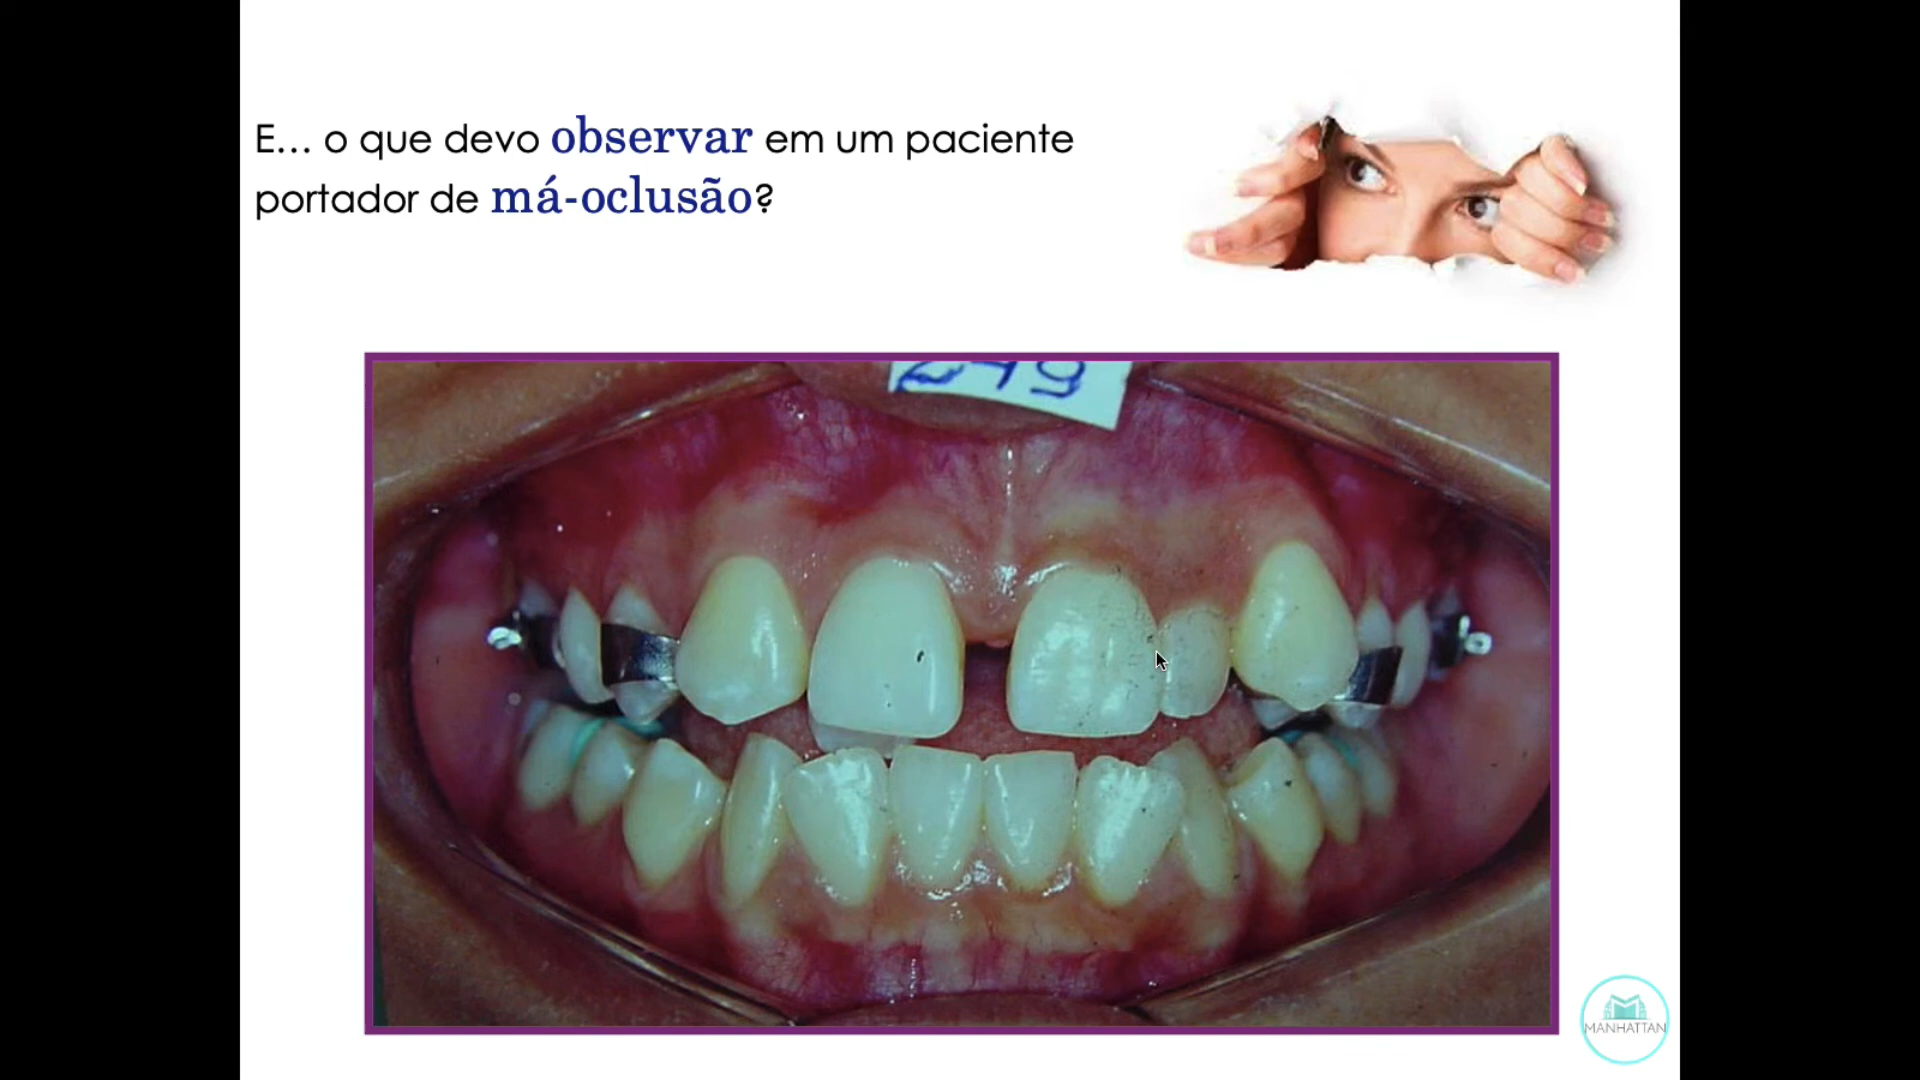 E... o que devo observar em um paciente
portador de má-oclusão?
MANHATTAN